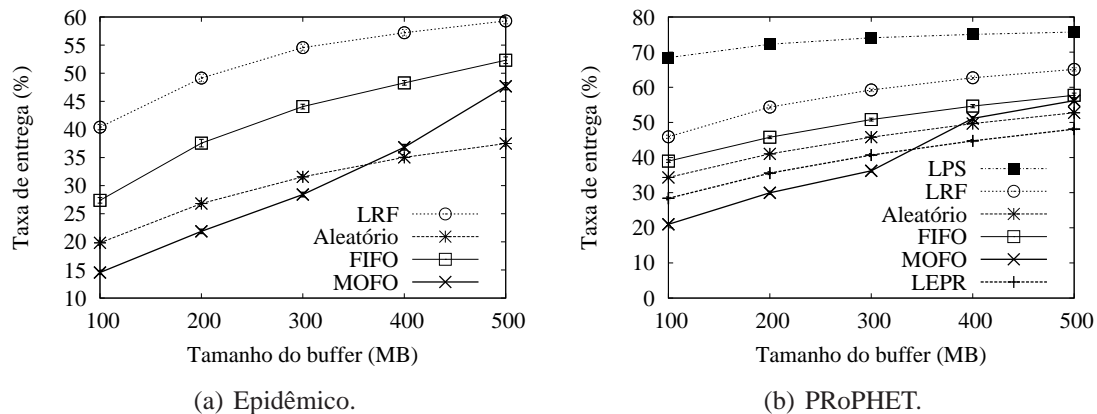 Taxa de entrega (%)
60
55
50
45
40
35
30
25
20
15
10
LRF
Aleatório
FIFO
MOFO
100 200 300 400 500
Tamanho do buffer (MB)
(a) Epidêmico.
Taxa de entrega (%)
80
70
60
50
40
30
20
10
0
LPS
LRF
Aleatório
FIFO
MOFO
LEPR
100 200 300 400 500
Tamanho do buffer (MB)
(b) PRoPHET.